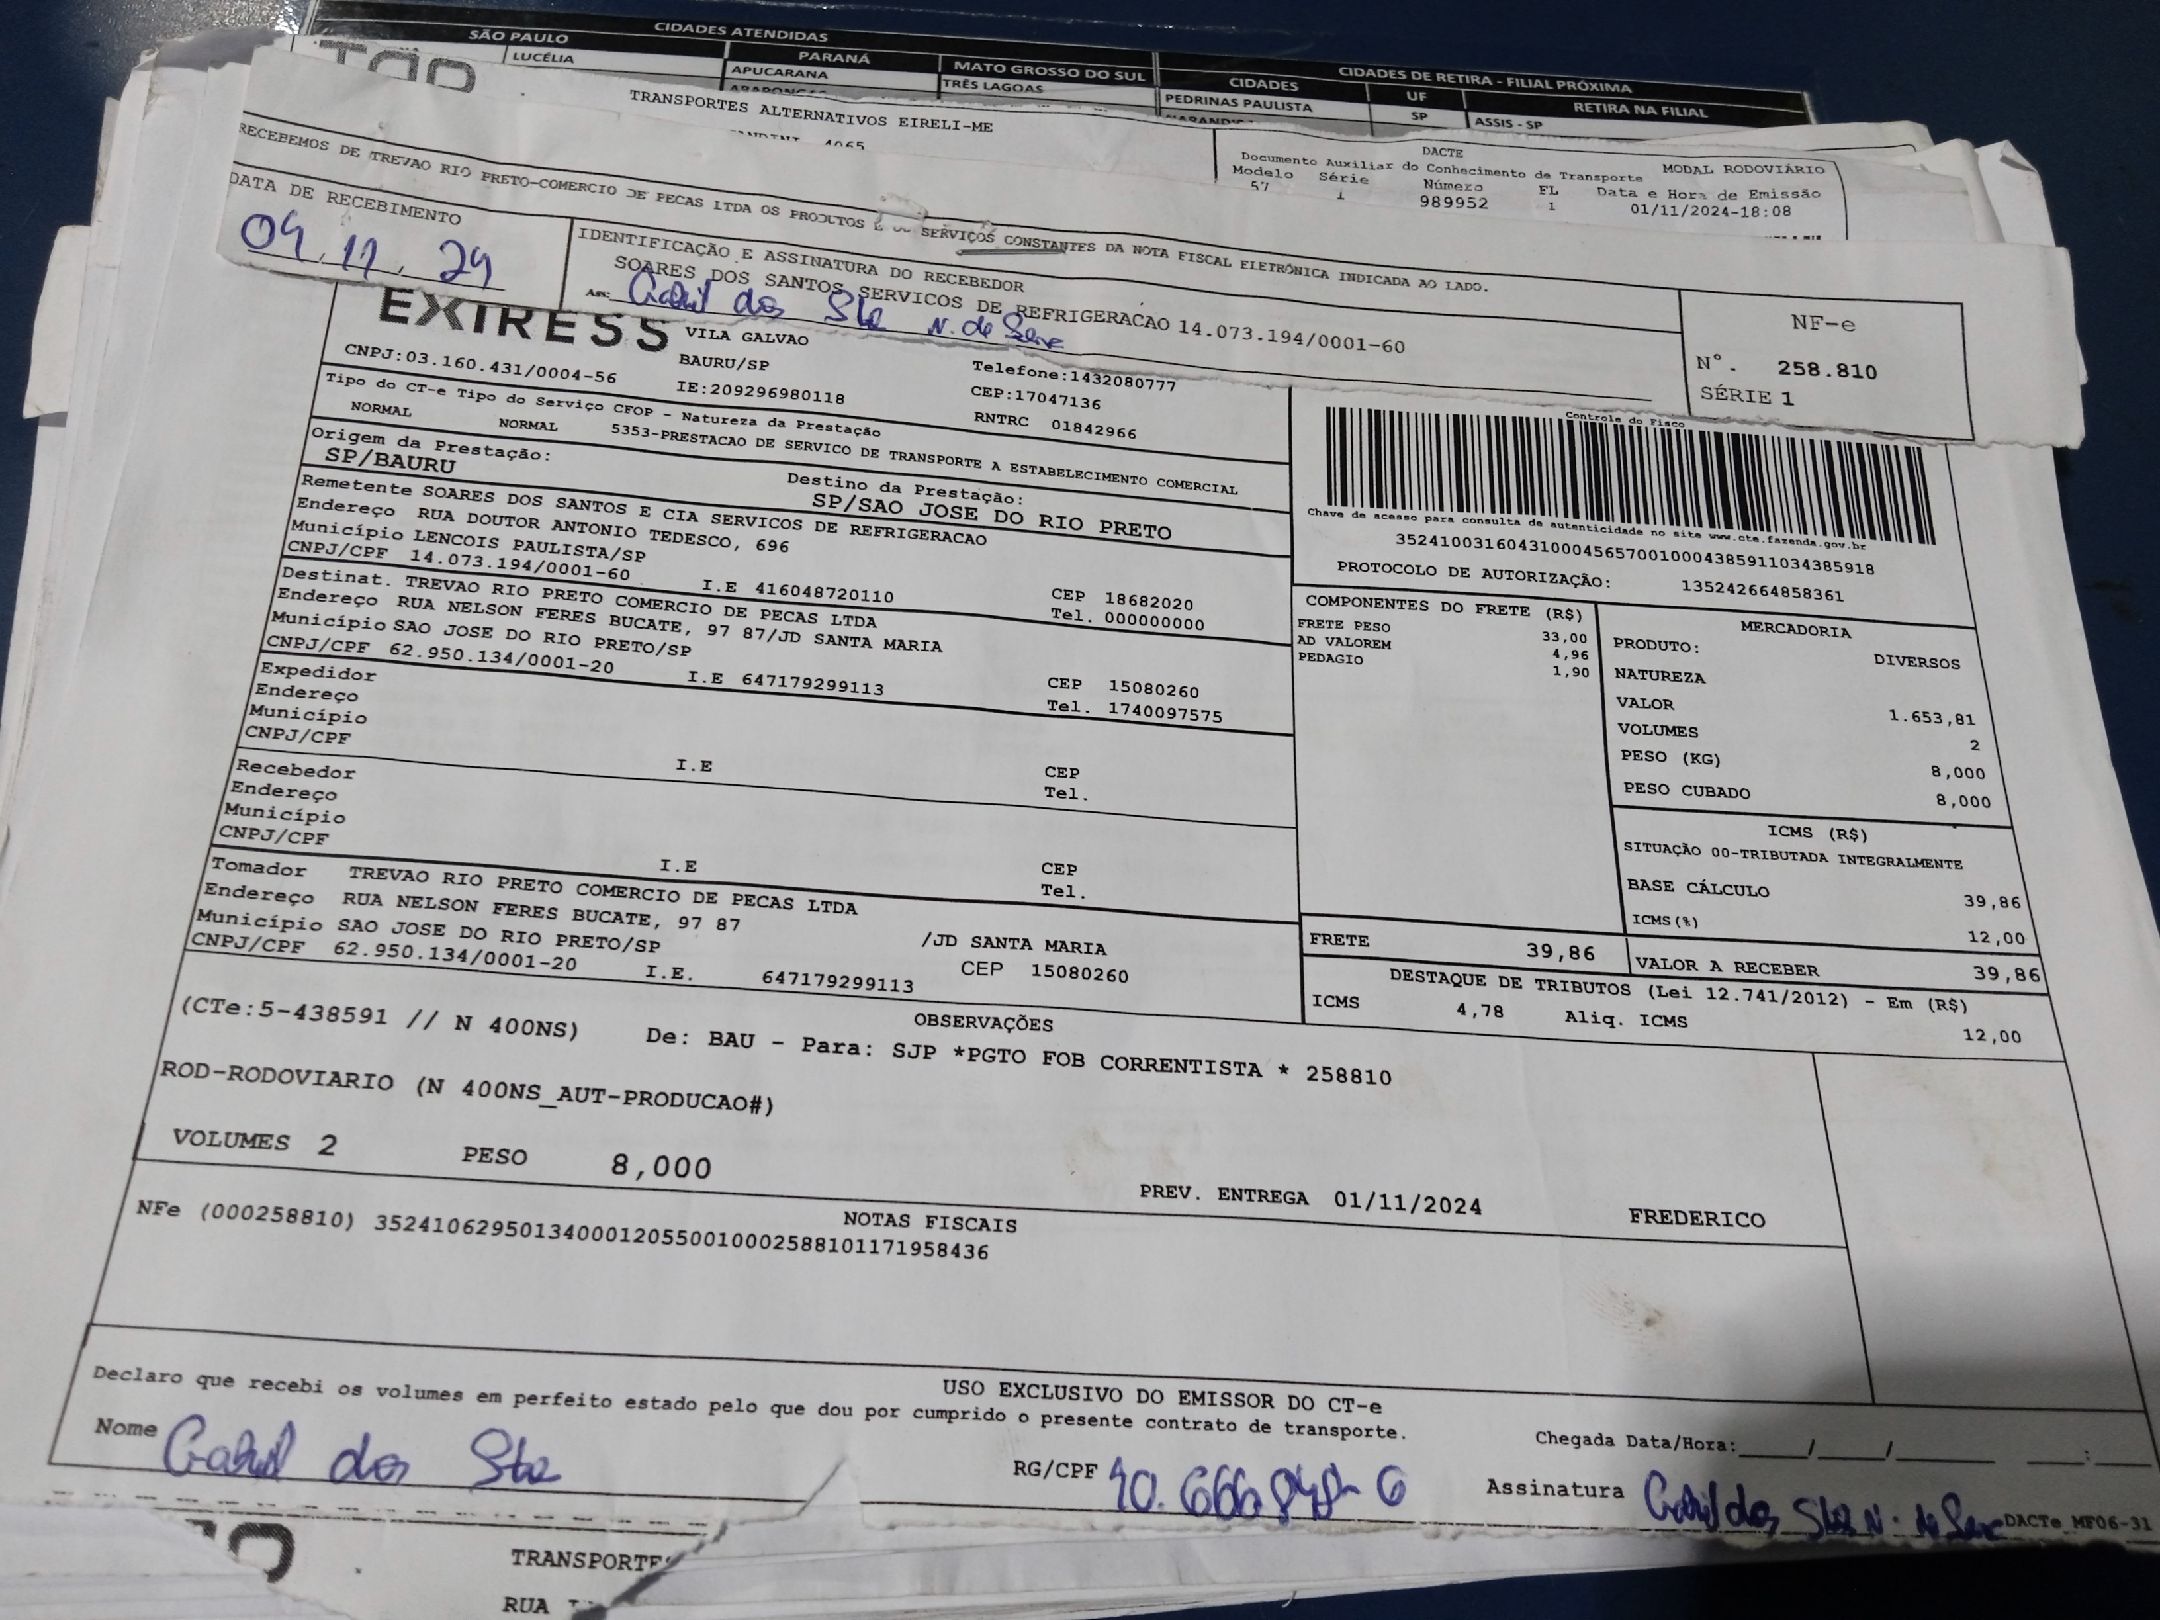 CIDADES ATENDIDAS
SÃO PAULO
PARANÁ
MATO GROSSO DO SUL
LUCÉLIA
APUCARANA
TRÊS LAGOAS
CIDADES DE RETIRA - FILIAL PRÓXIMA
CIDADES UF RETIRA NA FILIAL
PEDRINAS PAULISTA SP ASSIS - SP
TRANSPORTES ALTERNATIVOS EIRELI-ME
4065
DACTE
MODAL RODOVIÁRIO
Documento Auxiliar do Conhecimento de Transporte
Modelo Série Número FL Data e Hora de Emissão
57 1 989952 1 01/11/2024-18:08
RECEBEMOS DE TREVAO RIO PRETO-COMERCIO DE PECAS LTDA OS PRODUTOS E OU SERVIÇOS CONSTANTES DA NOTA FISCAL ELETRÔNICA INDICADA AO LADO.
DATA DE RECEBIMENTO
04, 11, 24
IDENTIFICAÇÃO E ASSINATURA DO RECEBEDOR
SOARES DOS SANTOS SERVICOS DE REFRIGERACAO 14.073.194/0001-60
Ass:
NF-e
N°. 258.810
SÉRIE 1
VILA GALVAO
CNPJ:03.160.431/0004-56
BAURU/SP
Telefone:1432080777
IE:209296980118
CEP:17047136
RNTRC 01842966
Tipo do CT-e Tipo do Serviço CFOP - Natureza da Prestação
NORMAL NORMAL 5353-PRESTACAO DE SERVICO DE TRANSPORTE A ESTABELECIMENTO COMERCIAL
Origem da Prestação:
SP/BAURU
Destino da Prestação:
SP/SAO JOSE DO RIO PRETO
Remetente SOARES DOS SANTOS E CIA SERVICOS DE REFRIGERACAO
Endereço RUA DOUTOR ANTONIO TEDESCO, 696
Município LENCOIS PAULISTA/SP
CEP 18682020
CNPJ/CPF 14.073.194/0001-60 I.E 416048720110 Tel. 000000000
Destinat. TREVAO RIO PRETO COMERCIO DE PECAS LTDA
Endereço RUA NELSON FERES BUCATE, 97 87/JD SANTA MARIA
Município SAO JOSE DO RIO PRETO/SP
CEP 15080260
CNPJ/CPF 62.950.134/0001-20 I.E 647179299113 Tel. 1740097575
Expedidor
Endereço
Município CEP
CNPJ/CPF I.E Tel.
Recebedor
Endereço
Município CEP
CNPJ/CPF I.E Tel.
Tomador TREVAO RIO PRETO COMERCIO DE PECAS LTDA
Endereço RUA NELSON FERES BUCATE, 97 87 /JD SANTA MARIA
Município SAO JOSE DO RIO PRETO/SP CEP 15080260
CNPJ/CPF 62.950.134/0001-20 I.E. 647179299113
Controle do Fisco
Chave de acesso para consulta de autenticidade no site www.cte.fazenda.gov.br
35241003160431000456570010004385911034385918
PROTOCOLO DE AUTORIZAÇÃO: 135242664858361
COMPONENTES DO FRETE (R$)
FRETE PESO 33,00
AD VALOREM 4,96
PEDAGIO 1,90
MERCADORIA
PRODUTO: DIVERSOS
NATUREZA
VALOR 1.653,81
VOLUMES 2
PESO (KG) 8,000
PESO CUBADO 8,000
ICMS (R$)
SITUAÇÃO 00-TRIBUTADA INTEGRALMENTE
BASE CÁLCULO 39,86
ICMS(%) 12,00
FRETE 39,86
VALOR A RECEBER 39,86
DESTAQUE DE TRIBUTOS (Lei 12.741/2012) - Em (R$)
ICMS 4,78 Aliq. ICMS 12,00
OBSERVAÇÕES
(CTe:5-438591 // N 400NS) De: BAU - Para: SJP *PGTO FOB CORRENTISTA * 258810
ROD-RODOVIARIO (N 400NS_AUT-PRODUCAO#)
VOLUMES 2 PESO 8,000 PREV. ENTREGA 01/11/2024 FREDERICO
NOTAS FISCAIS
NFe (000258810) 35241062950134000120550010002588101171958436
USO EXCLUSIVO DO EMISSOR DO CT-e
Declaro que recebi os volumes em perfeito estado pelo que dou por cumprido o presente contrato de transporte.
Chegada Data/Hora:____/____/______ ___:___
Nome
RG/CPF
Assinatura
DACTe MF06-31
RUA